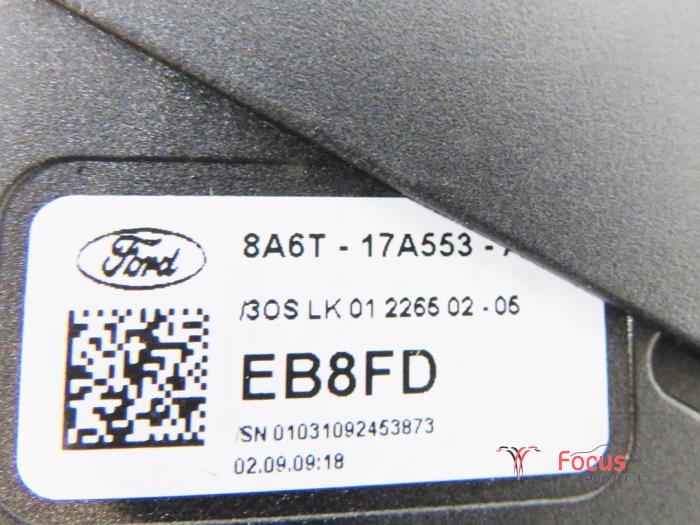 Ford
8A6T - 17A553 -
/3OS LK 01 2265 02 - 05
EB8FD
/SN 01031092453873
02.09.09:18
Focus